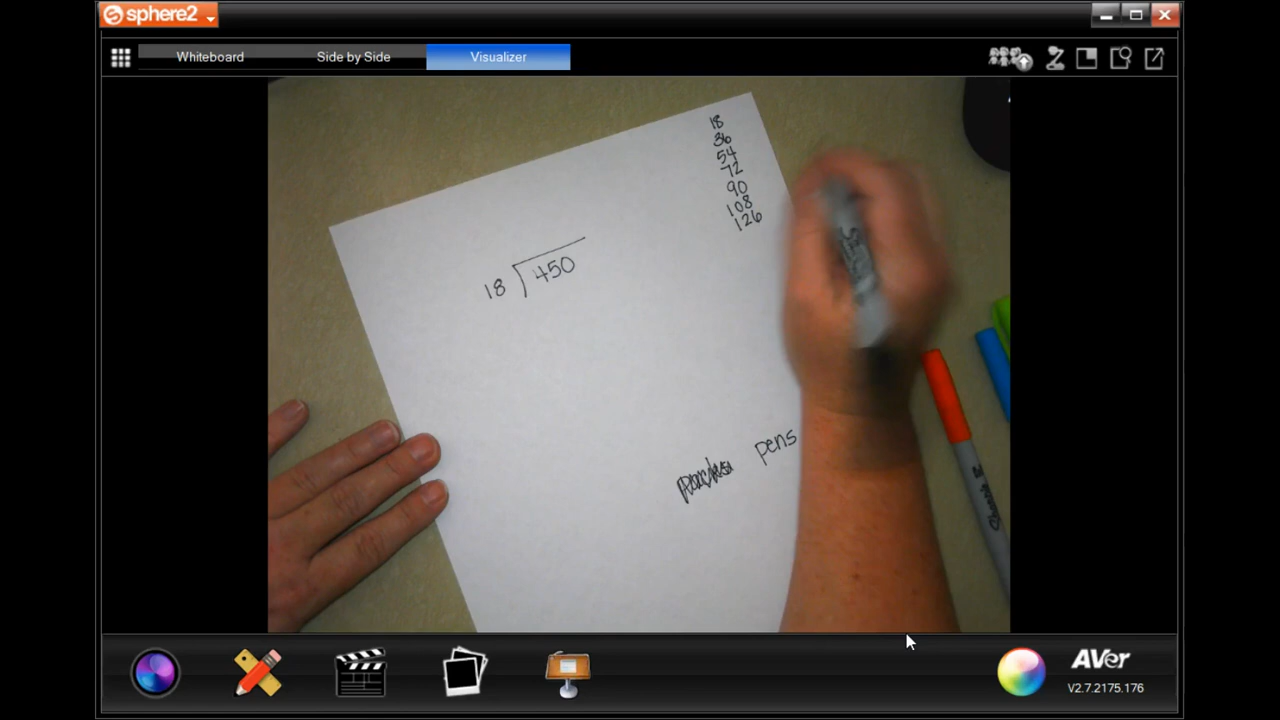 sphere2
Whiteboard Side by Side Visualizer
18
36
54
72
90
108
126
18 450
pens
Sharpie
AVer
V2.7.2175.176